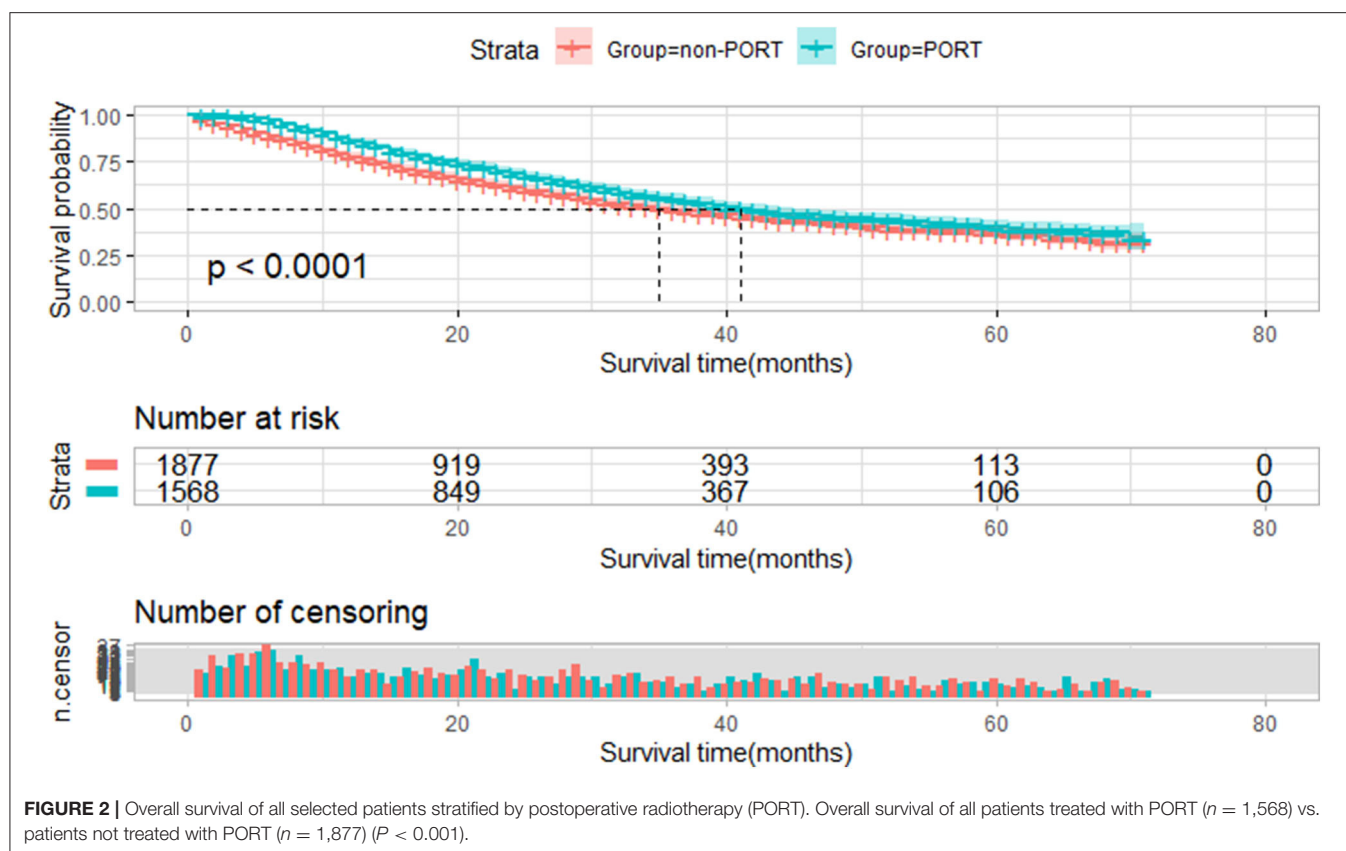 Strata Group=non-PORT Group=PORT
Survival probability
1.00
0.75
0.50
0.25
0.00
p < 0.0001
0 20 40 60 80
Survival time(months)
Number at risk
Strata
1877 919 393 113 0
1568 849 367 106 0
0 20 40 60 80
Survival time(months)
Number of censoring
n.censor
37
0 20 40 60 80
Survival time(months)
FIGURE 2 | Overall survival of all selected patients stratified by postoperative radiotherapy (PORT). Overall survival of all patients treated with PORT (n = 1,568) vs.
patients not treated with PORT (n = 1,877) (P < 0.001).